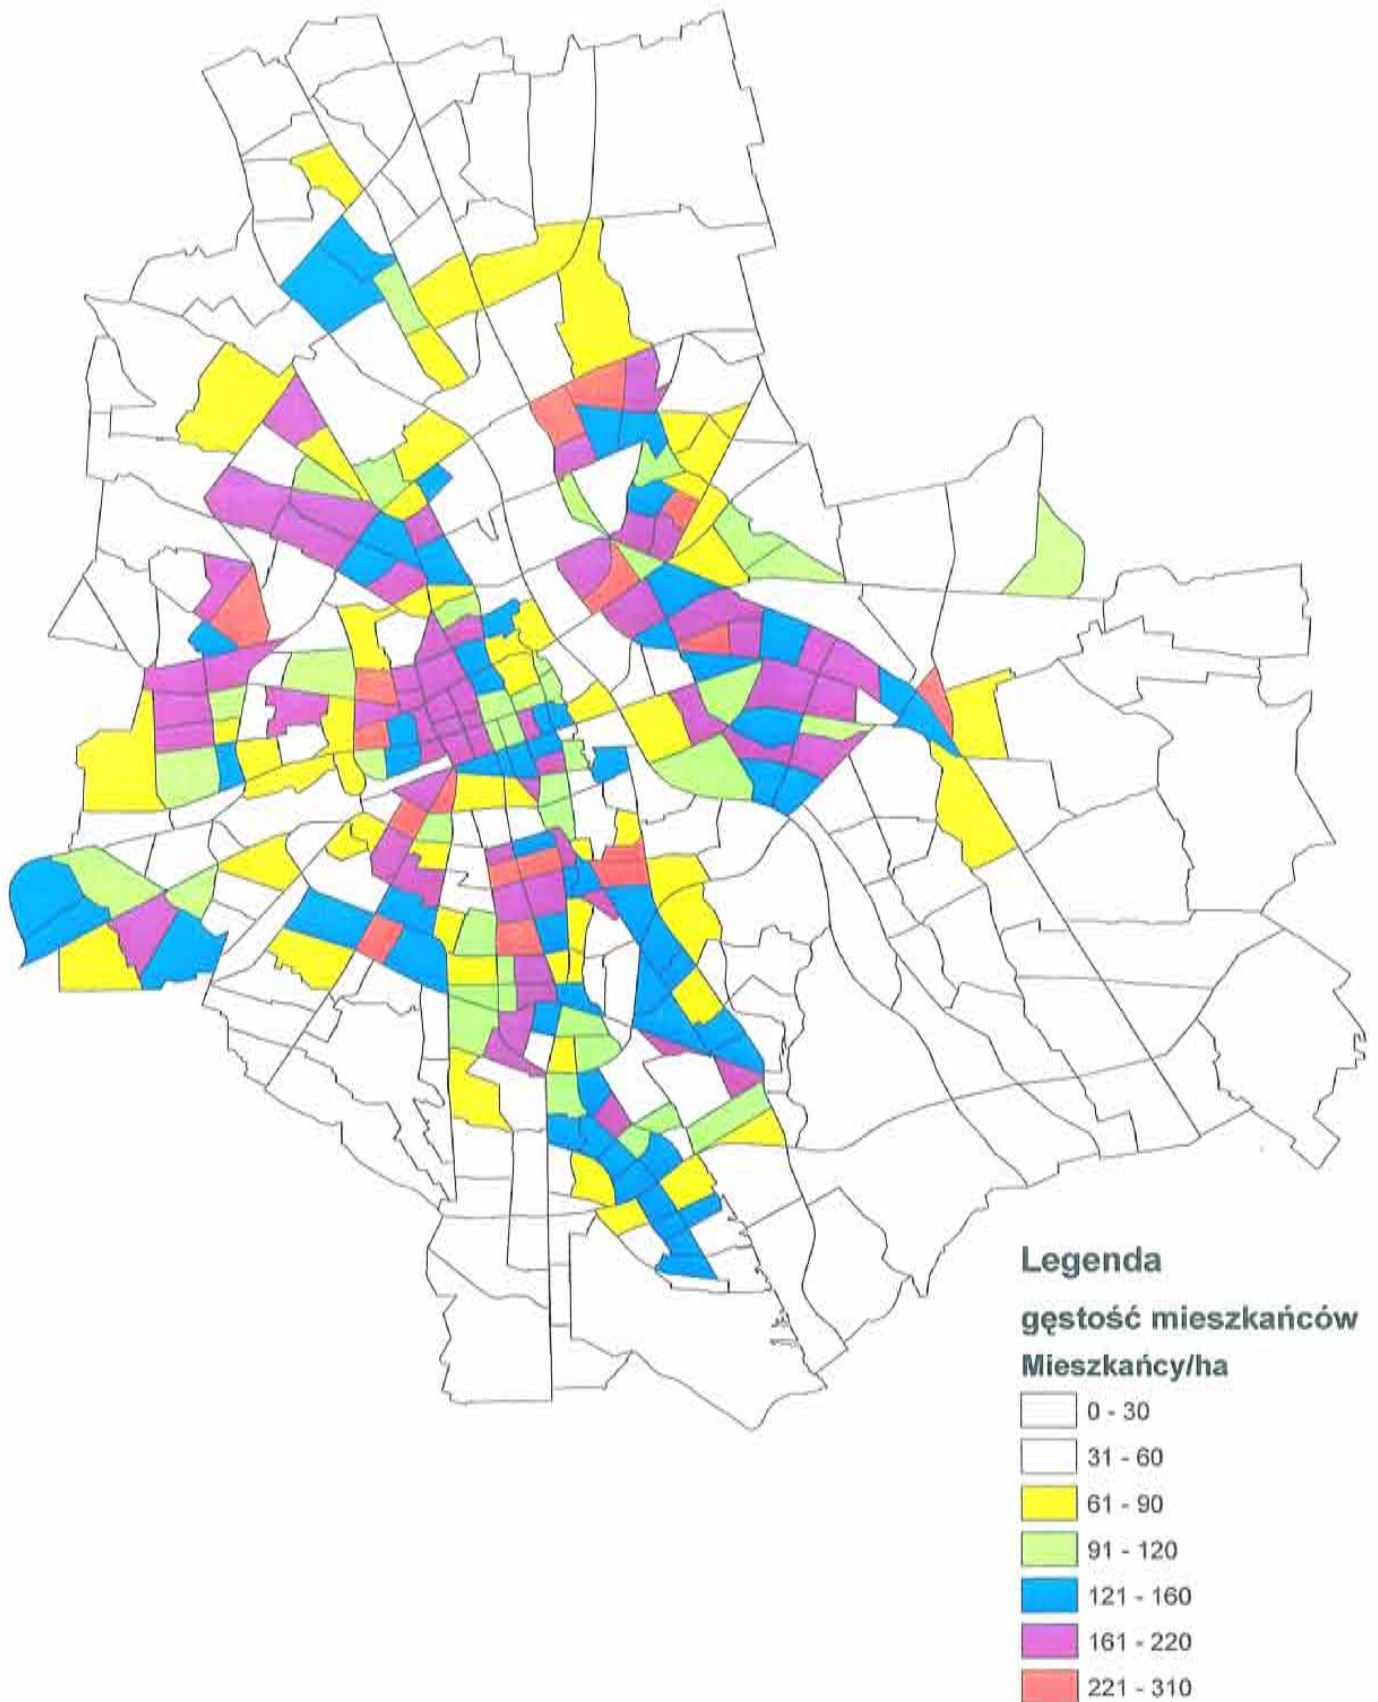 Legenda
gęstość mieszkańców
Mieszkańcy/ha
0 - 30
31 - 60
61 - 90
91 - 120
121 - 160
161 - 220
221 - 310